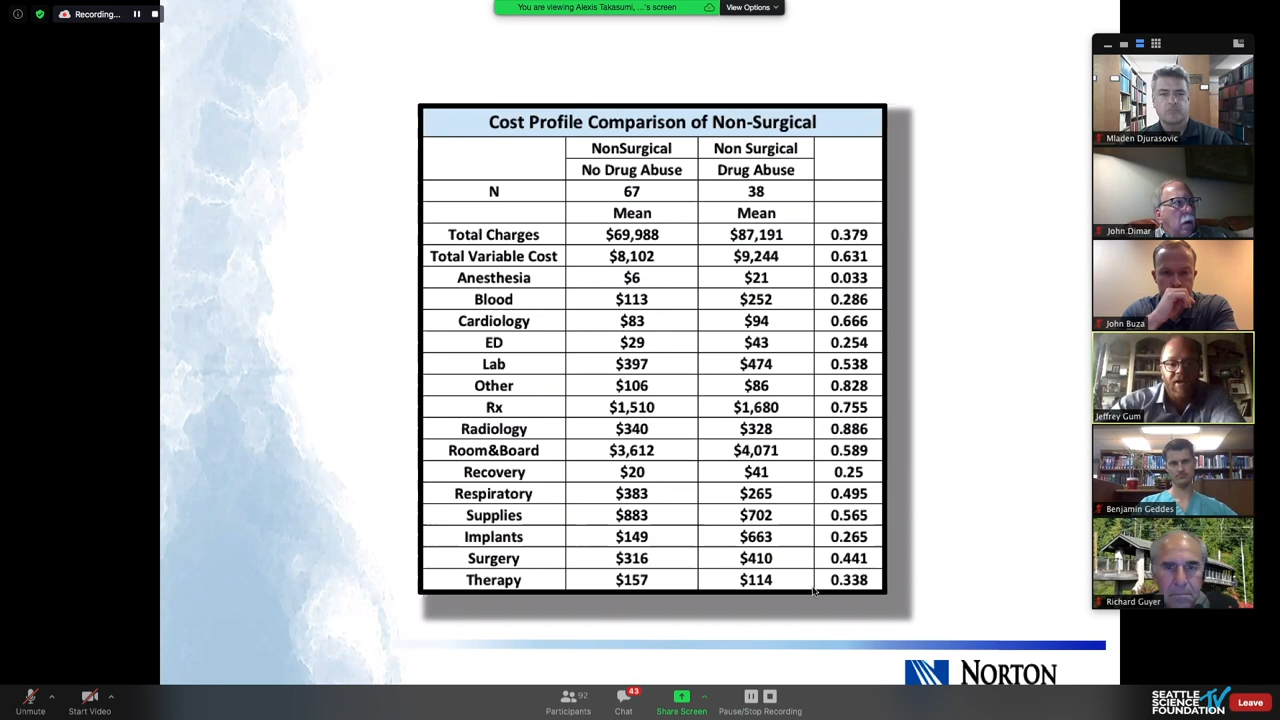 Recording...
You are viewing Alexis Takasumi, ...'s screen
View Options
Cost Profile Comparison of Non-Surgical
NonSurgical Non Surgical
No Drug Abuse Drug Abuse
N 67 38
Mean Mean
Total Charges $69,988 $87,191 0.379
Total Variable Cost $8,102 $9,244 0.631
Anesthesia $6 $21 0.033
Blood $113 $252 0.286
Cardiology $83 $94 0.666
ED $29 $43 0.254
Lab $397 $474 0.538
Other $106 $86 0.828
Rx $1,510 $1,680 0.755
Radiology $340 $328 0.886
Room&Board $3,612 $4,071 0.589
Recovery $20 $41 0.25
Respiratory $383 $265 0.495
Supplies $883 $702 0.565
Implants $149 $663 0.265
Surgery $316 $410 0.441
Therapy $157 $114 0.338
NORTON
Mladen Djurasovic
John Dimar
John Buza
Jeffrey Gum
Benjamin Geddes
Richard Guyer
Unmute
Start Video
92
Participants
43
Chat
Share Screen
Pause/Stop Recording
SEATTLE
SCIENCE TV
FOUNDATION
Leave